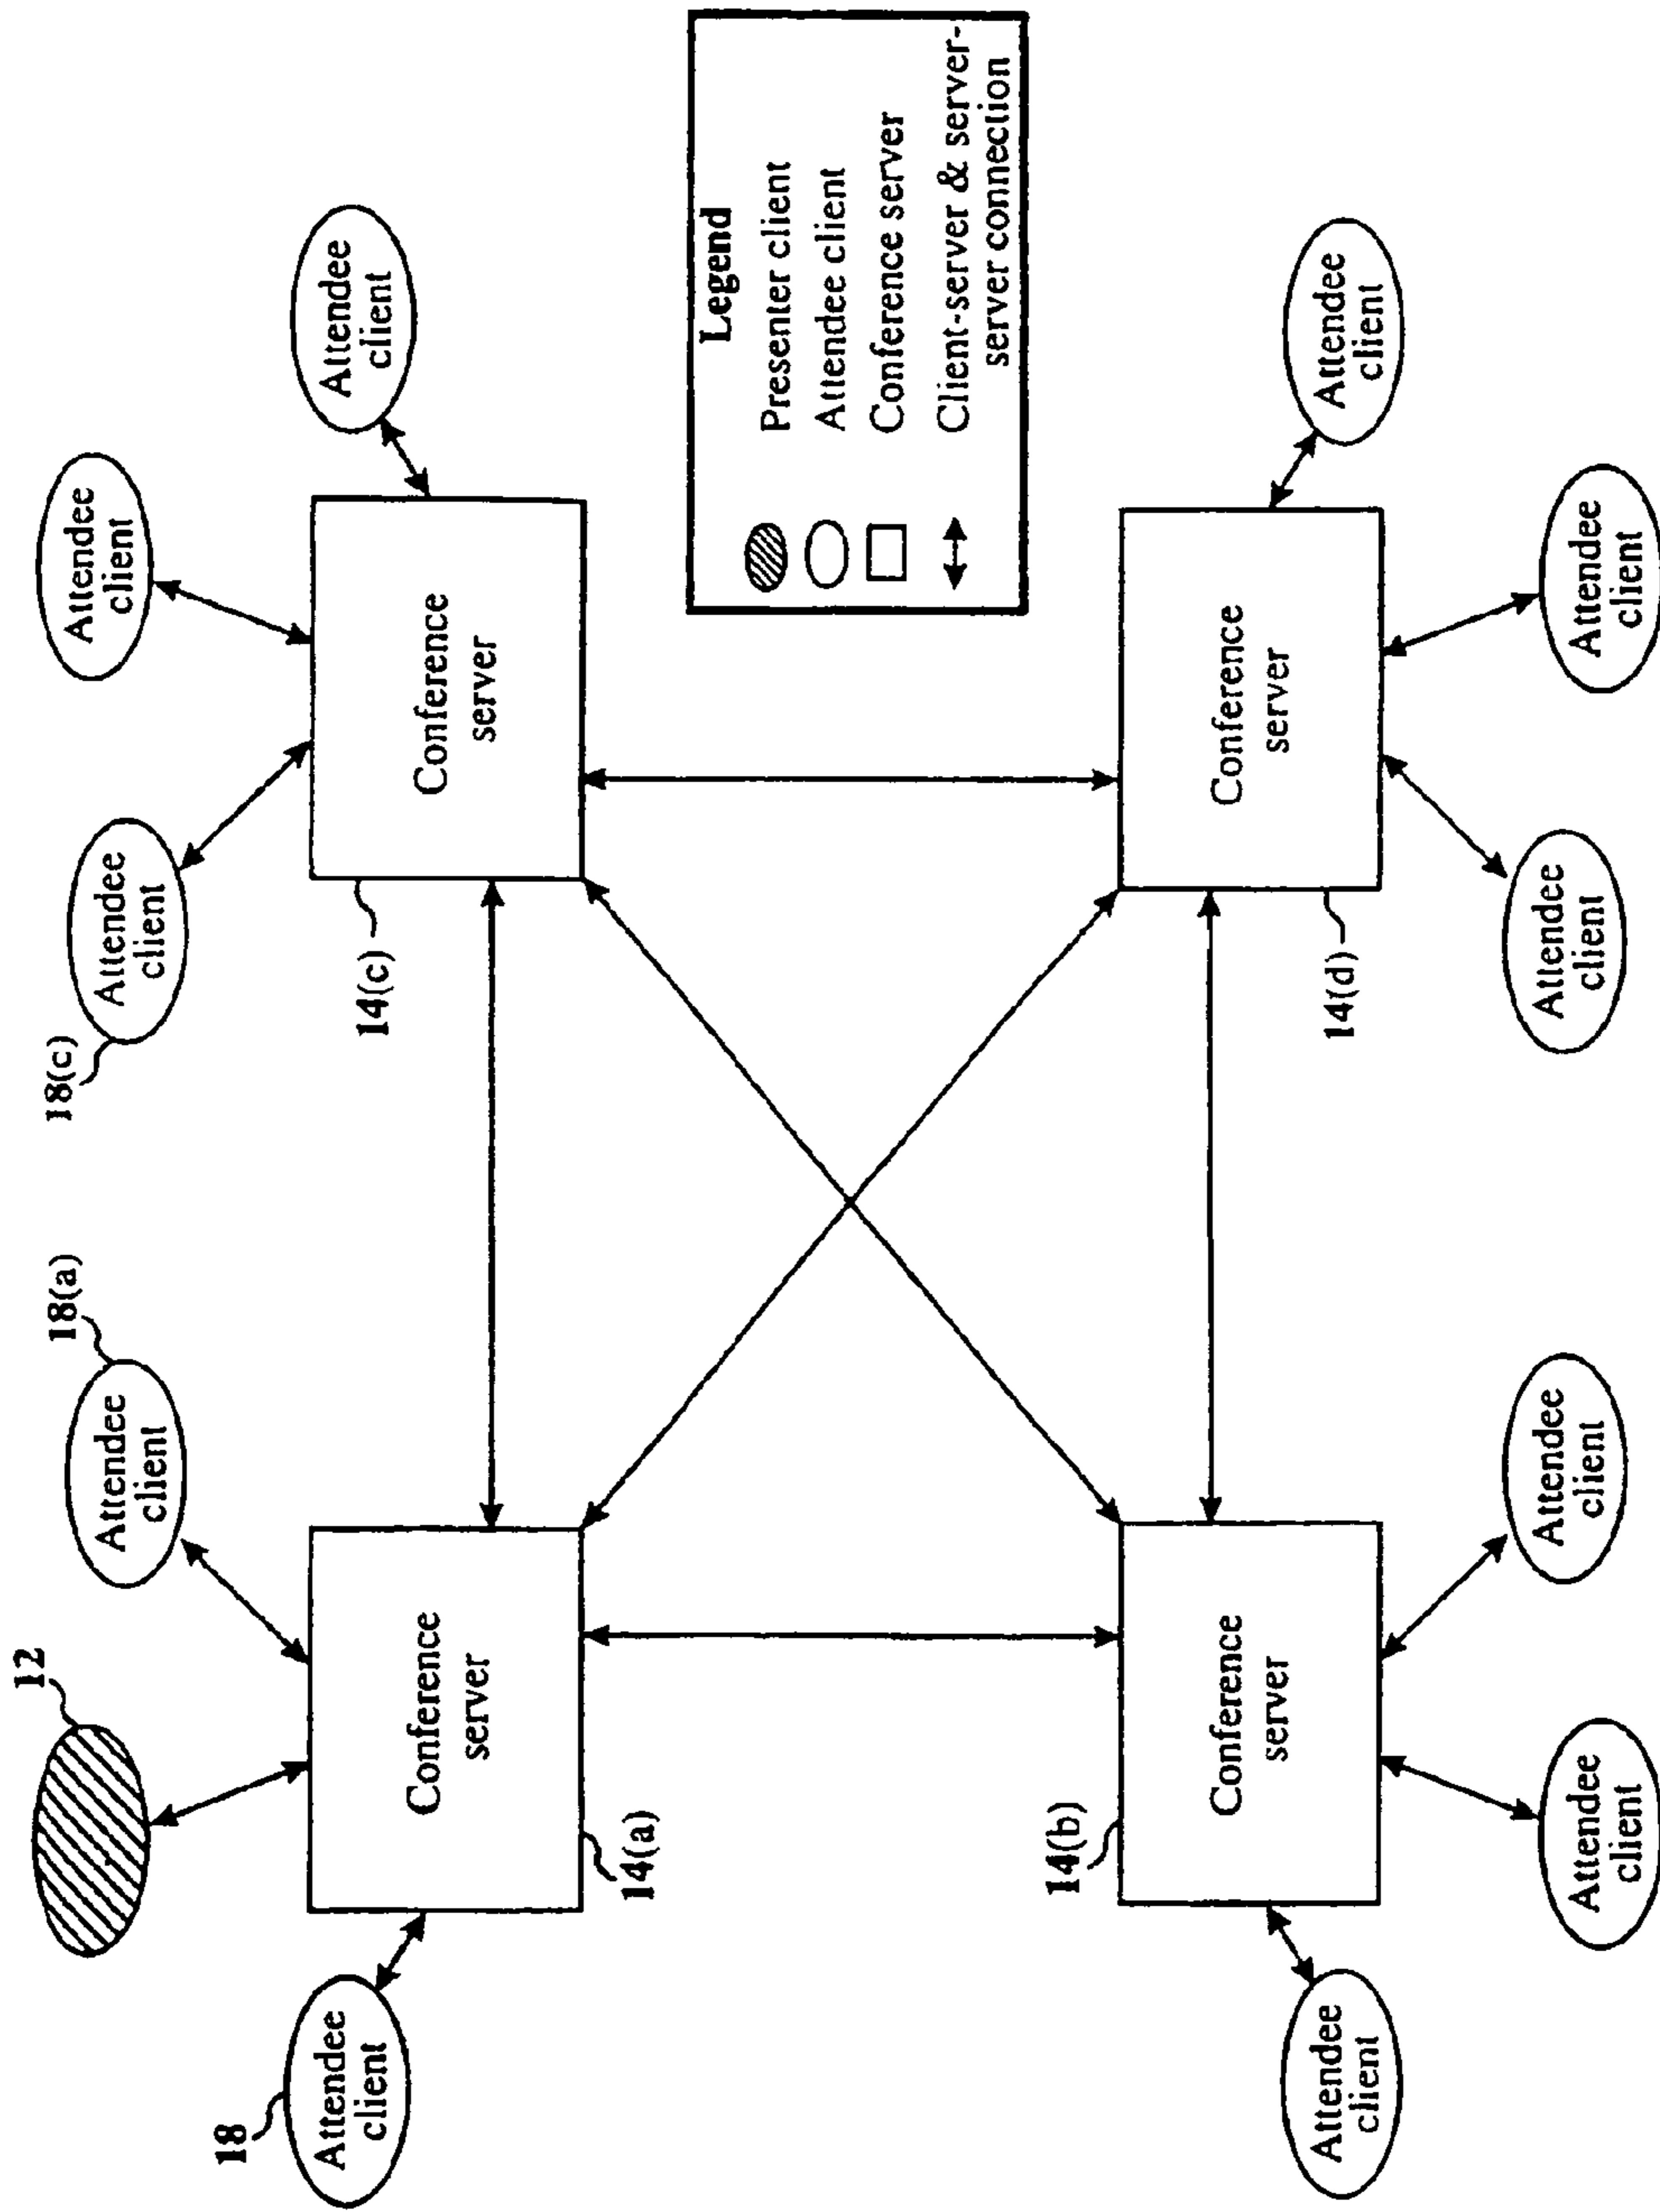 12
18(a)
18(c)
Attendee
client
Attendee
client
Attendee
client
18
Attendee
client
Attendee
client
Conference
server
Conference
server
14(a)
14(c)
Legend
Presenter client
Attendee client
Conference server
Client-server & server-
server connection
14(b)
14(d)
Conference
server
Conference
server
Attendee
client
Attendee
client
Attendee
client
Attendee
client
Attendee
client
Attendee
client